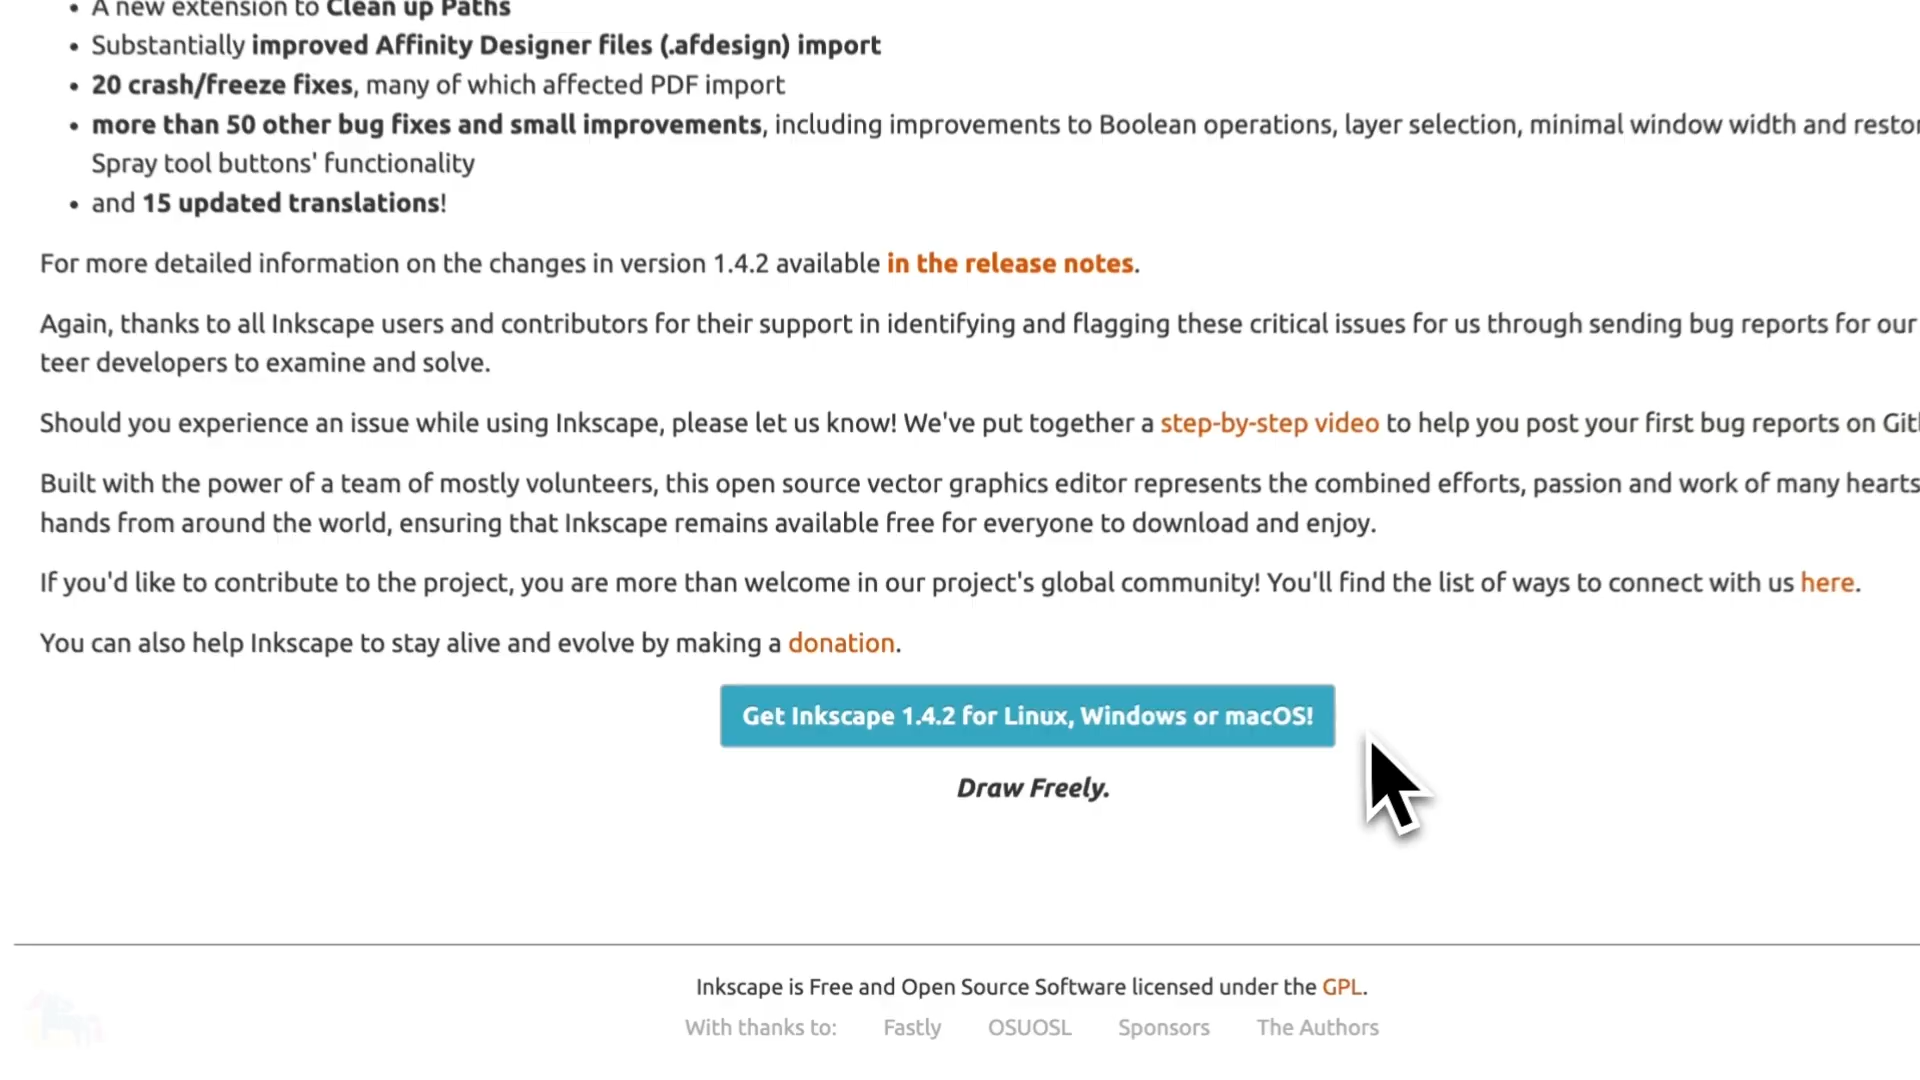 • A new extension to Clean up Paths
• Substantially improved Affinity Designer files (.afdesign) import
• 20 crash/freeze fixes, many of which affected PDF import
• more than 50 other bug fixes and small improvements, including improvements to Boolean operations, layer selection, minimal window width and
Spray tool buttons' functionality
• and 15 updated translations!
For more detailed information on the changes in version 1.4.2 available in the release notes.
Again, thanks to all Inkscape users and contributors for their support in identifying and flagging these critical issues for us through sending bug reports for our
teer developers to examine and solve.
Should you experience an issue while using Inkscape, please let us know! We've put together a step-by-step video to help you post your first bug reports on
Built with the power of a team of mostly volunteers, this open source vector graphics editor represents the combined efforts, passion and work of many hearts
hands from around the world, ensuring that Inkscape remains available free for everyone to download and enjoy.
If you'd like to contribute to the project, you are more than welcome in our project's global community! You'll find the list of ways to connect with us here.
You can also help Inkscape to stay alive and evolve by making a donation.
Get Inkscape 1.4.2 for Linux, Windows or macOS!
Draw Freely.
Inkscape is Free and Open Source Software licensed under the GPL.
With thanks to: Fastly OSUOSL Sponsors The Authors